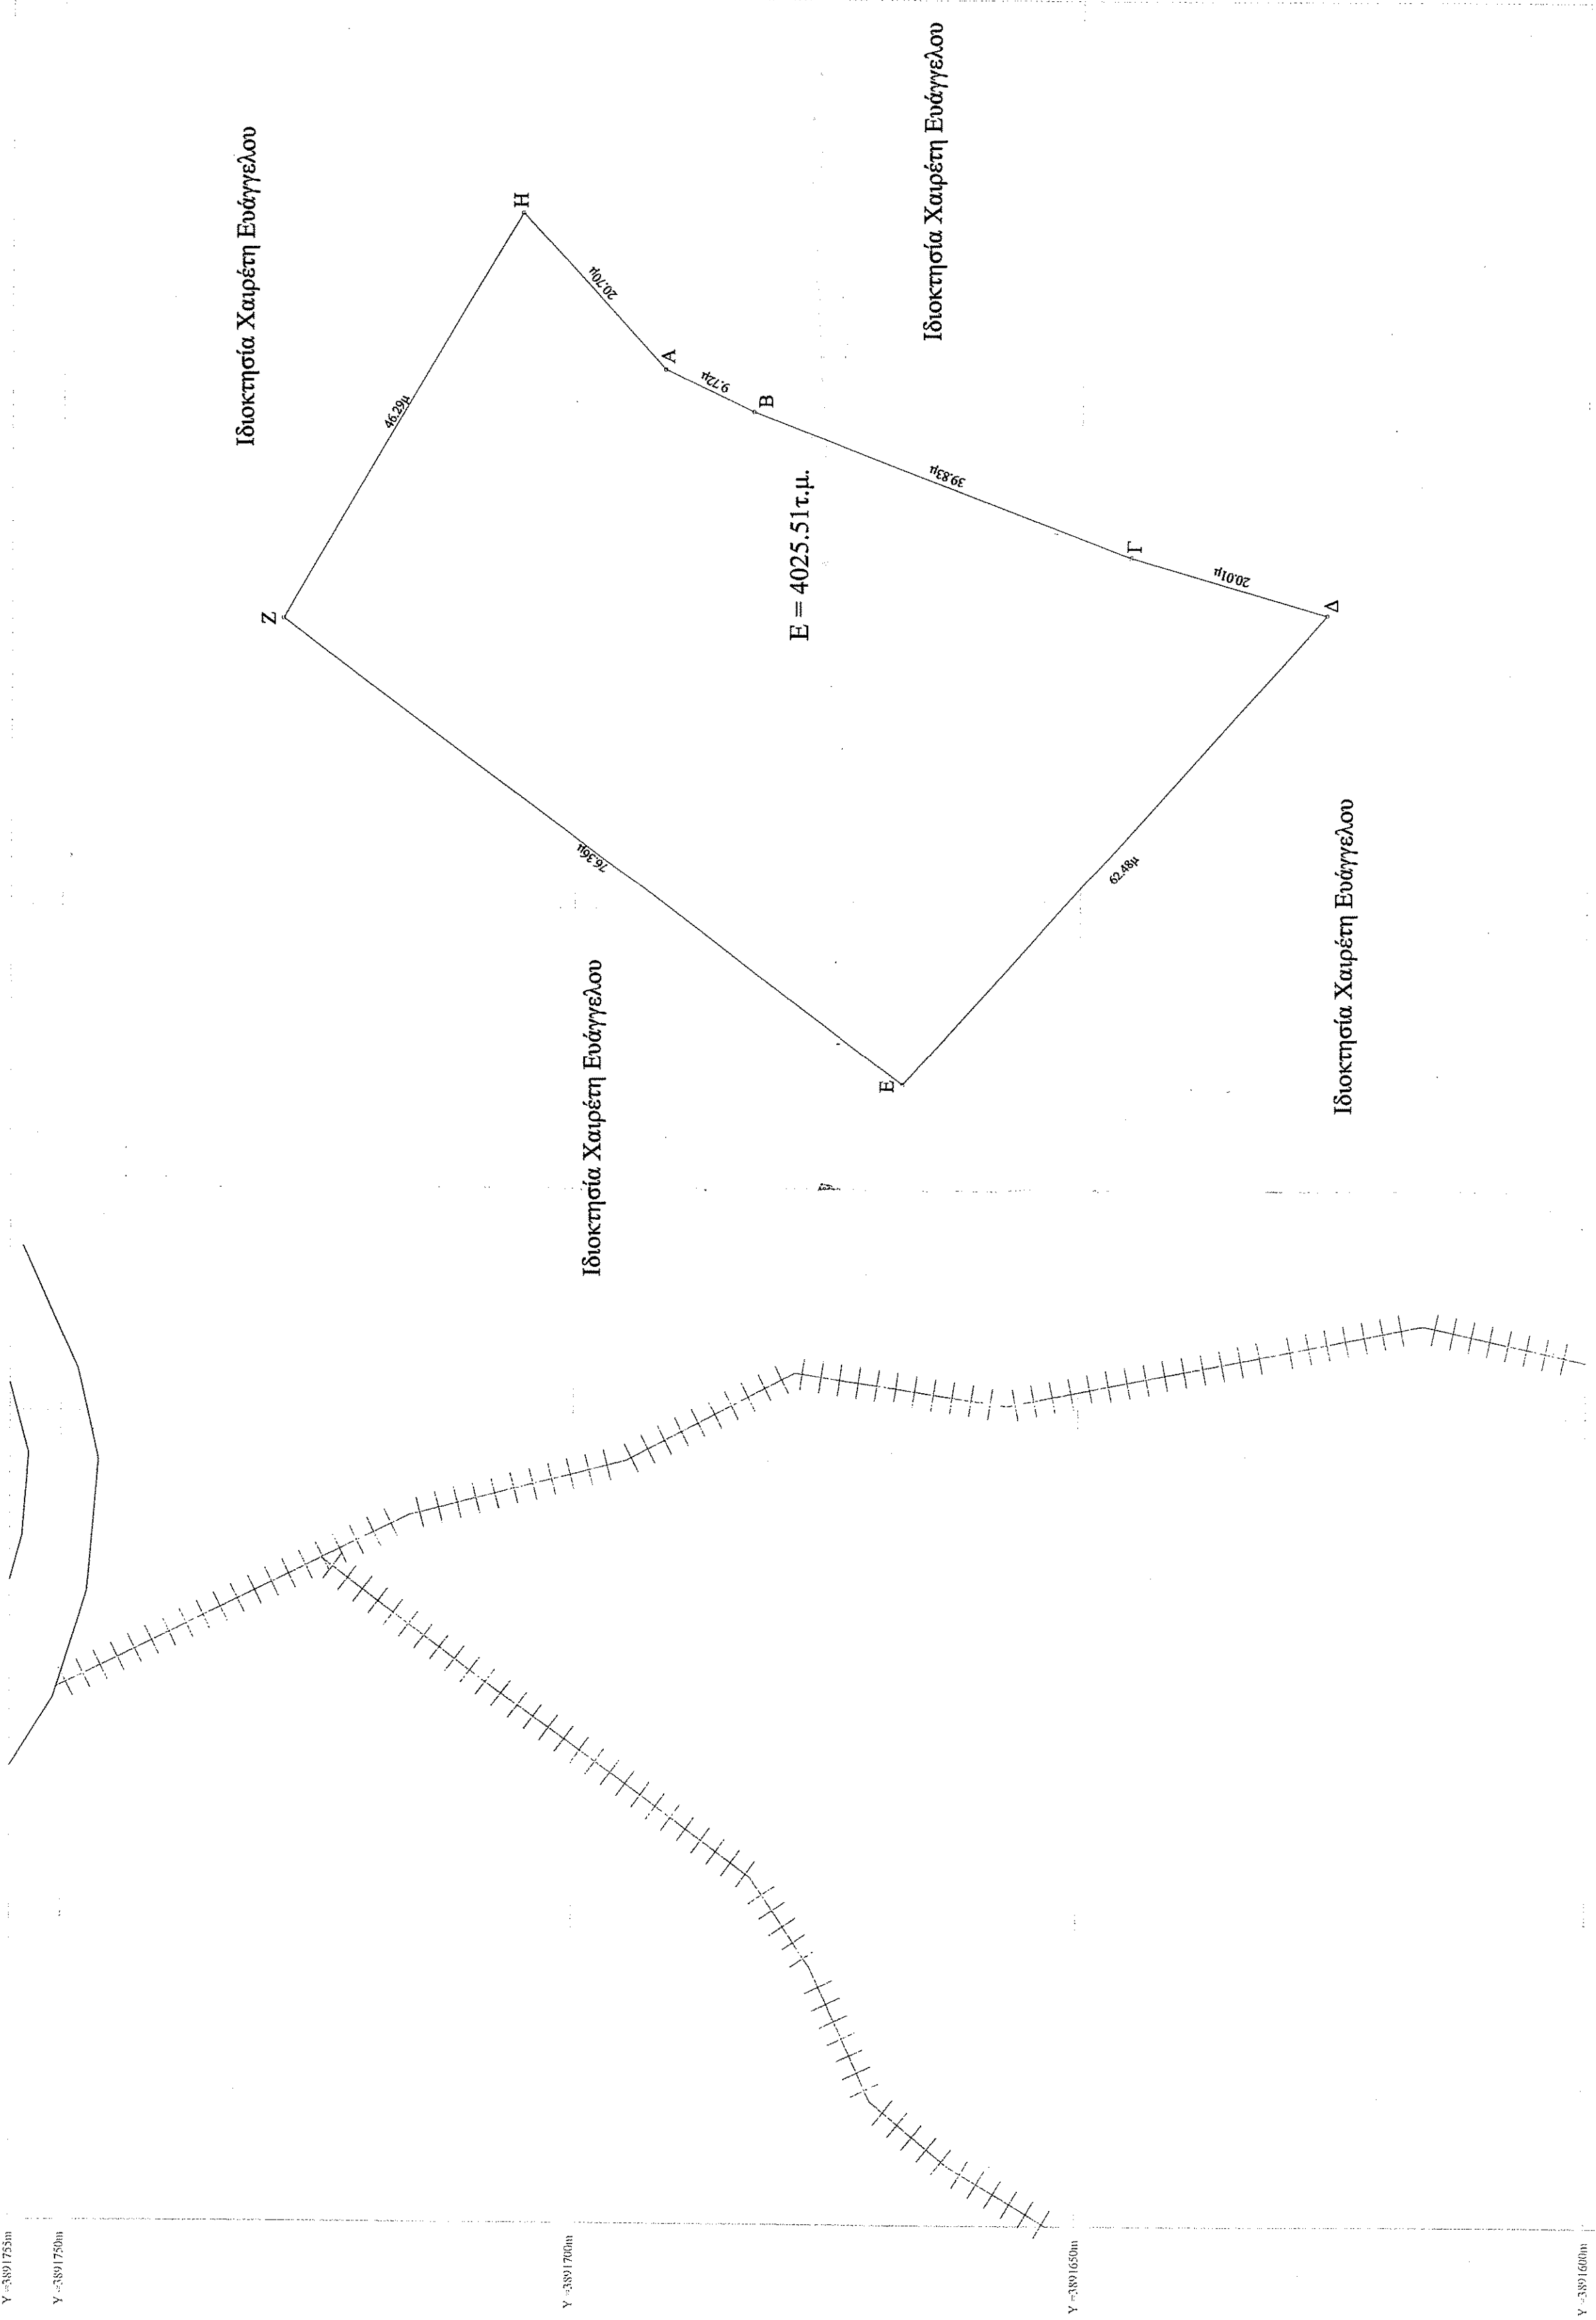 Ιδιοκτησία Χαιρέτη Ευάγγελου
Z
H
46.29μ
20.70μ
A
9.72μ
B
Ιδιοκτησία Χαιρέτη Ευάγγελου
E = 4025.51τ.μ.
39.83μ
Γ
20.01μ
Δ
76.36μ
Ιδιοκτησία Χαιρέτη Ευάγγελου
E
62.48μ
Ιδιοκτησία Χαιρέτη Ευάγγελου
Y =3891755m
Y =3891750m
Y =3891700m
Y =3891650m
Y =3891600m